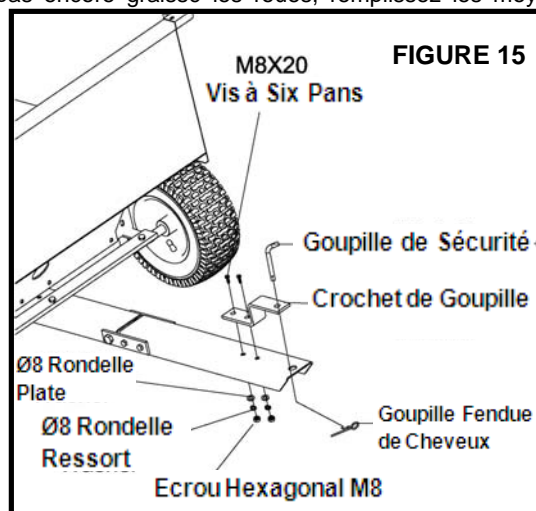 FIGURE 15
M8X20
Vis à Six Pans
Goupille de Sécurité
Crochet de Goupille
Ø8 Rondelle
Plate
Ø8 Rondelle
Ressort
Goupille Fendue
de Cheveux
Ecrou Hexagonal M8